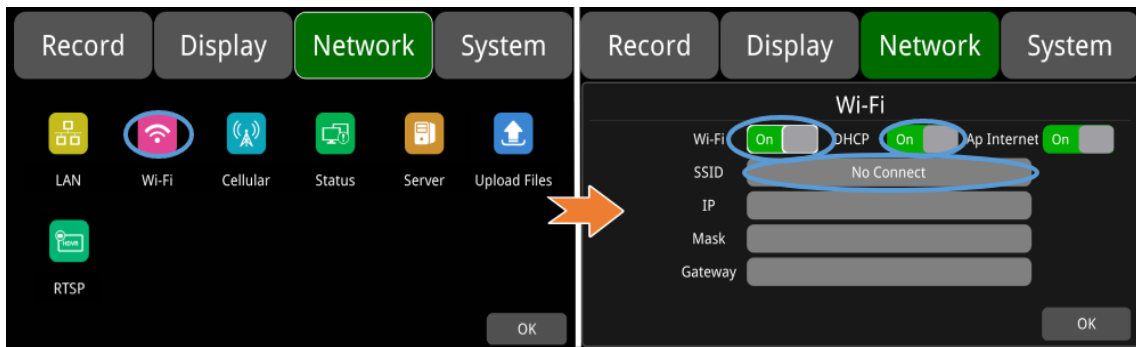 Record Display Network System
LAN Wi-Fi Cellular Status Server Upload Files
HDVR
RTSP
OK
Record Display Network System
Wi-Fi
Wi-Fi On DHCP On Ap Internet On
SSID No Connect
IP
Mask
Gateway
OK